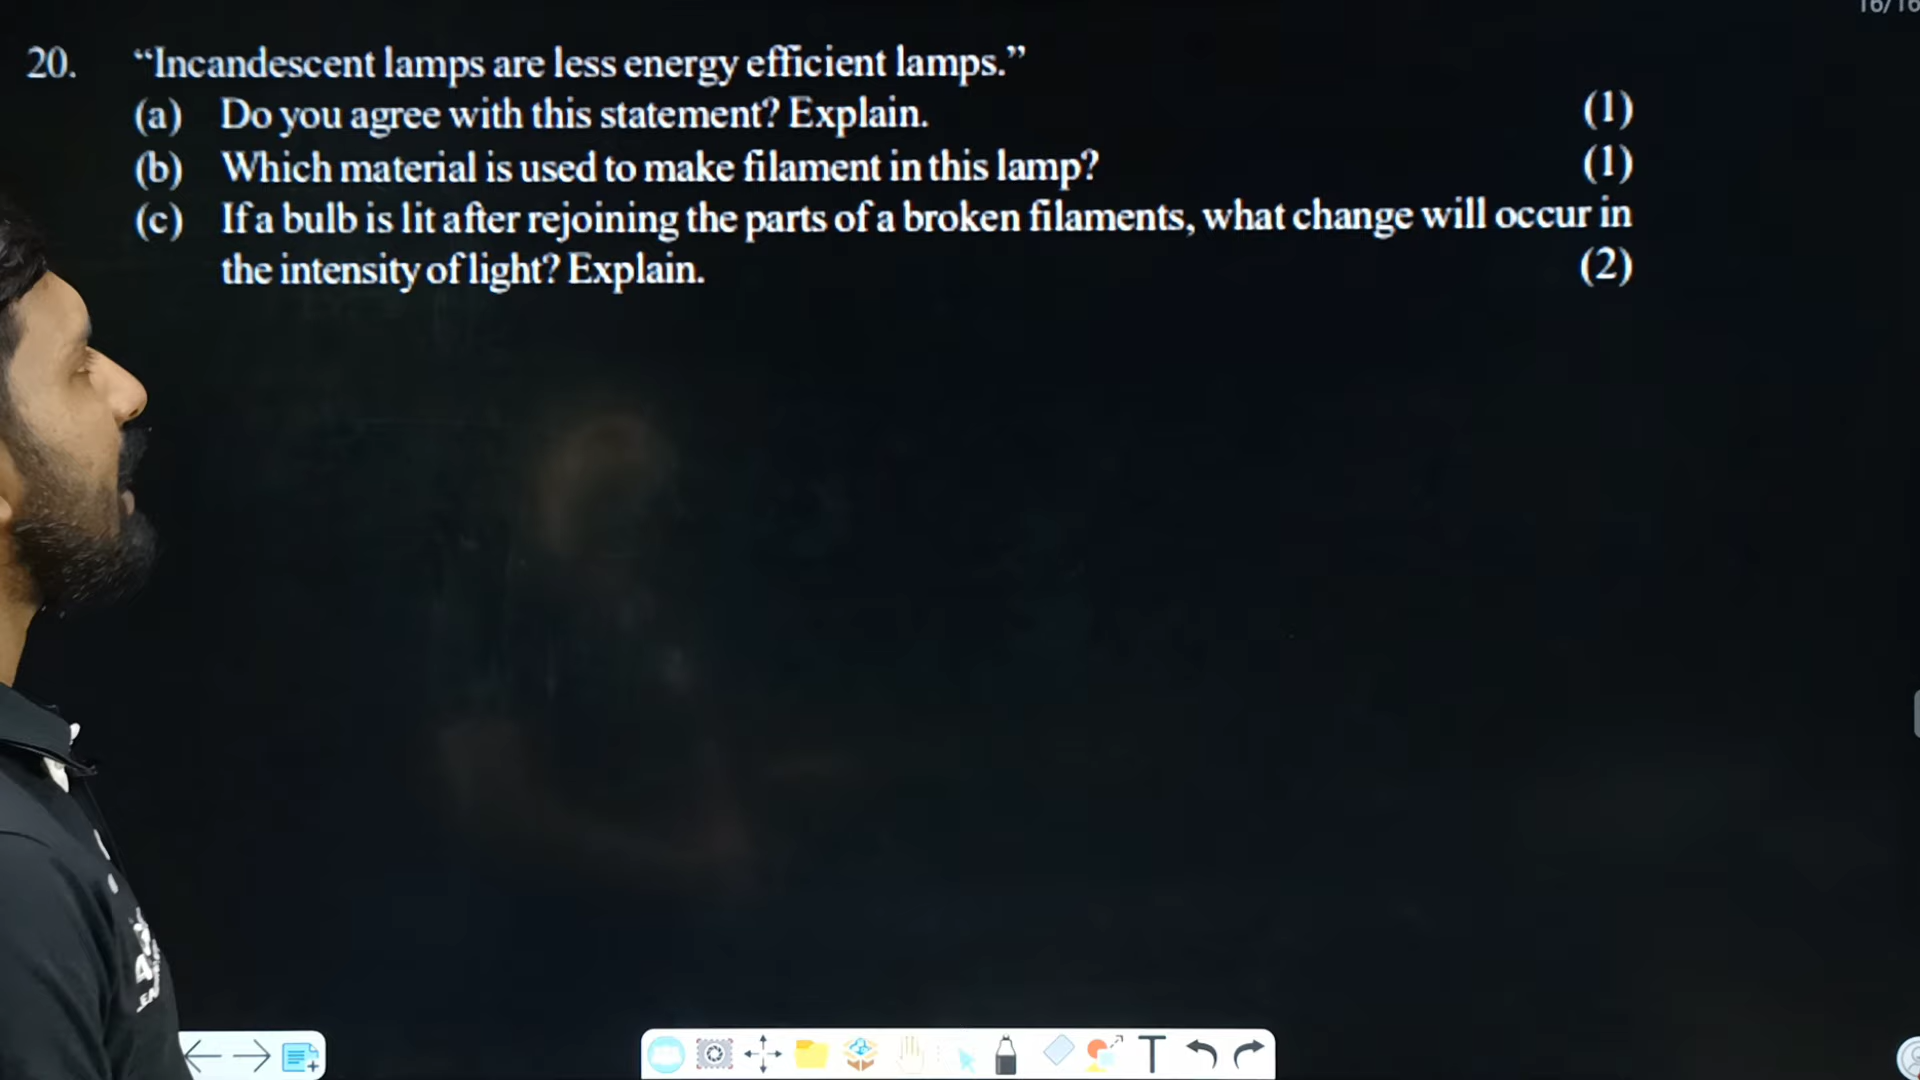 16/16
20. “Incandescent lamps are less energy efficient lamps.”
(a) Do you agree with this statement? Explain. (1)
(b) Which material is used to make filament in this lamp? (1)
(c) If a bulb is lit after rejoining the parts of a broken filaments, what change will occur in
the intensity of light? Explain. (2)
T